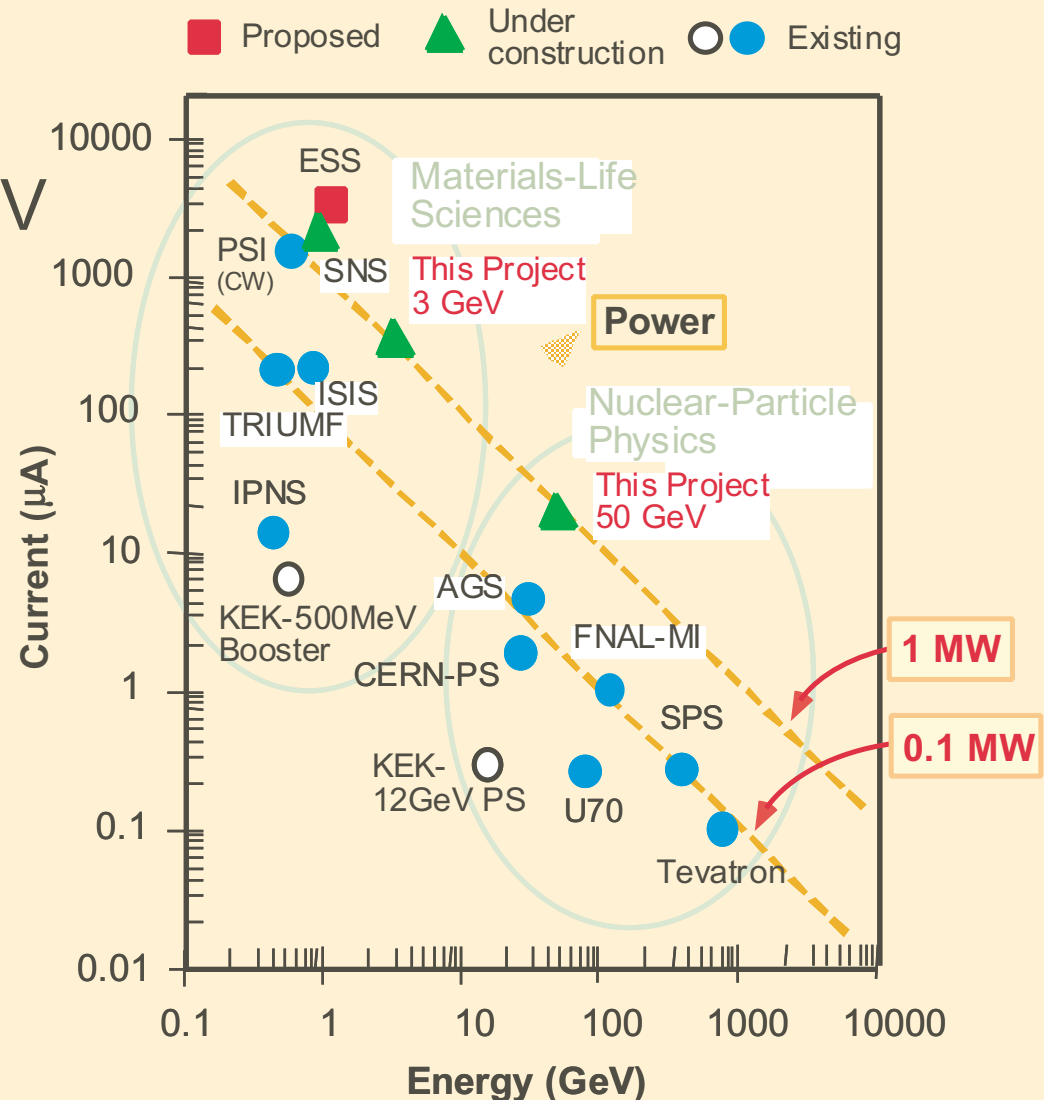 Proposed
Under
construction
Existing
V
10000
1000
100
10
1
0.1
0.01
Current (µA)
ESS
Materials-Life
Sciences
PSI
(CW)
SNS
This Project
3 GeV
Power
ISIS
TRIUMF
Nuclear-Particle
Physics
This Project
50 GeV
IPNS
KEK-500MeV
Booster
AGS
FNAL-MI
CERN-PS
1 MW
SPS
0.1 MW
KEK-
12GeV PS
U70
Tevatron
0.1
1
10
100
1000
10000
Energy (GeV)